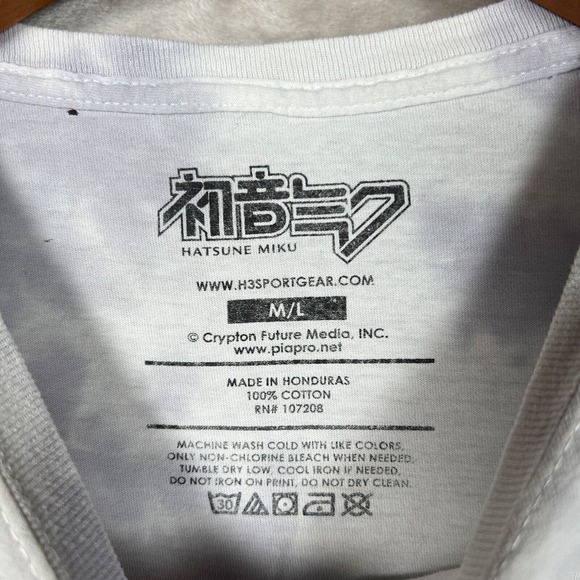 初音ミク
HATSUNE MIKU
WWW.H3SPORTGEAR.COM
M/L
© Crypton Future Media, INC.
www.piapro.net
MADE IN HONDURAS
100% COTTON
RN# 107208
MACHINE WASH COLD WITH LIKE COLORS,
ONLY NON-CHLORINE BLEACH WHEN NEEDED,
TUMBLE DRY LOW, COOL IRON IF NEEDED,
DO NOT IRON ON PRINT, DO NOT DRY CLEAN.
30